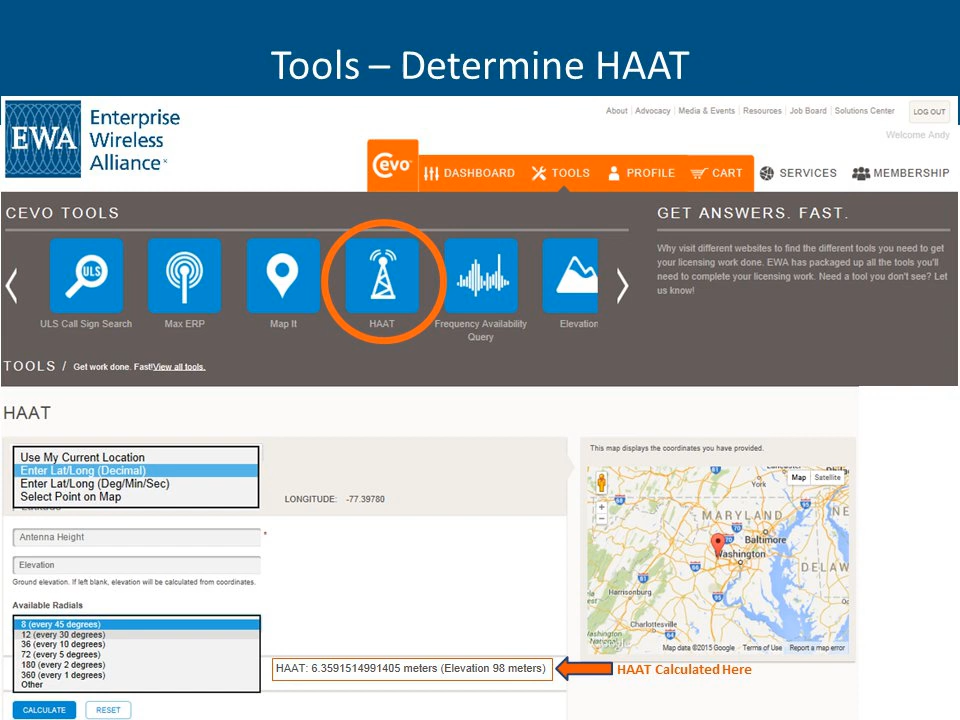 Tools – Determine HAAT
EWA
Enterprise
Wireless
Alliance
About | Advocacy | Media & Events | Resources | Job Board | Solutions Center
LOG OUT
Welcome Andy
Cevo
DASHBOARD
TOOLS
PROFILE
CART
SERVICES
MEMBERSHIP
CEVO TOOLS
ULS
ULS Call Sign Search
Max ERP
Map It
HAAT
Frequency Availability
Query
Elevation
GET ANSWERS. FAST.
Why visit different websites to find the different tools you need to get
your licensing work done. EWA has packaged up all the tools you'll
need to complete your licensing work. Need a tool you don't see? Let
us know!
TOOLS / Get work done. Fast!View all tools.
HAAT
Use My Current Location
Enter Lat/Long (Decimal)
Enter Lat/Long (Deg/Min/Sec)
Select Point on Map
LONGITUDE: -77.39780
Antenna Height *
Elevation
Ground elevation. If left blank, elevation will be calculated from coordinates.
Available Radials
8 (every 45 degrees)
12 (every 30 degrees)
36 (every 10 degrees)
72 (every 5 degrees)
180 (every 2 degrees)
360 (every 1 degrees)
Other
HAAT: 6.3591514991405 meters (Elevation 98 meters)
HAAT Calculated Here
CALCULATE
RESET
This map displays the coordinates you have provided.
Map
Satellite
York
MARYLAND
NE
Baltimore
Washington
DELAW
Harrisonburg
Charlottesville
Map data ©2015 Google
Terms of Use
Report a map error